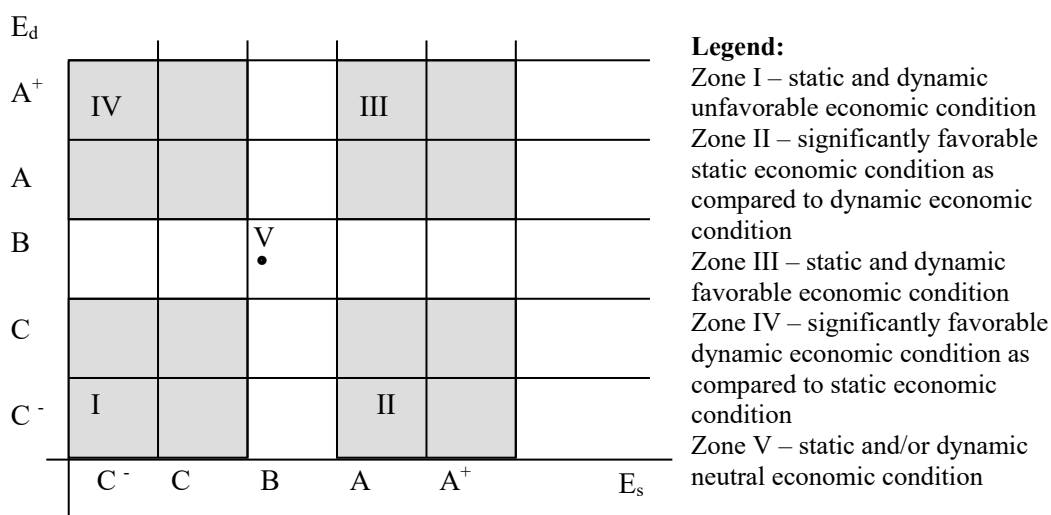 E_d
A⁺
A
B
C
C ⁻
IV
III
V
I
II
C ⁻ C B A A⁺ E_s
Legend:
Zone I – static and dynamic
unfavorable economic condition
Zone II – significantly favorable
static economic condition as
compared to dynamic economic
condition
Zone III – static and dynamic
favorable economic condition
Zone IV – significantly favorable
dynamic economic condition as
compared to static economic
condition
Zone V – static and/or dynamic
neutral economic condition